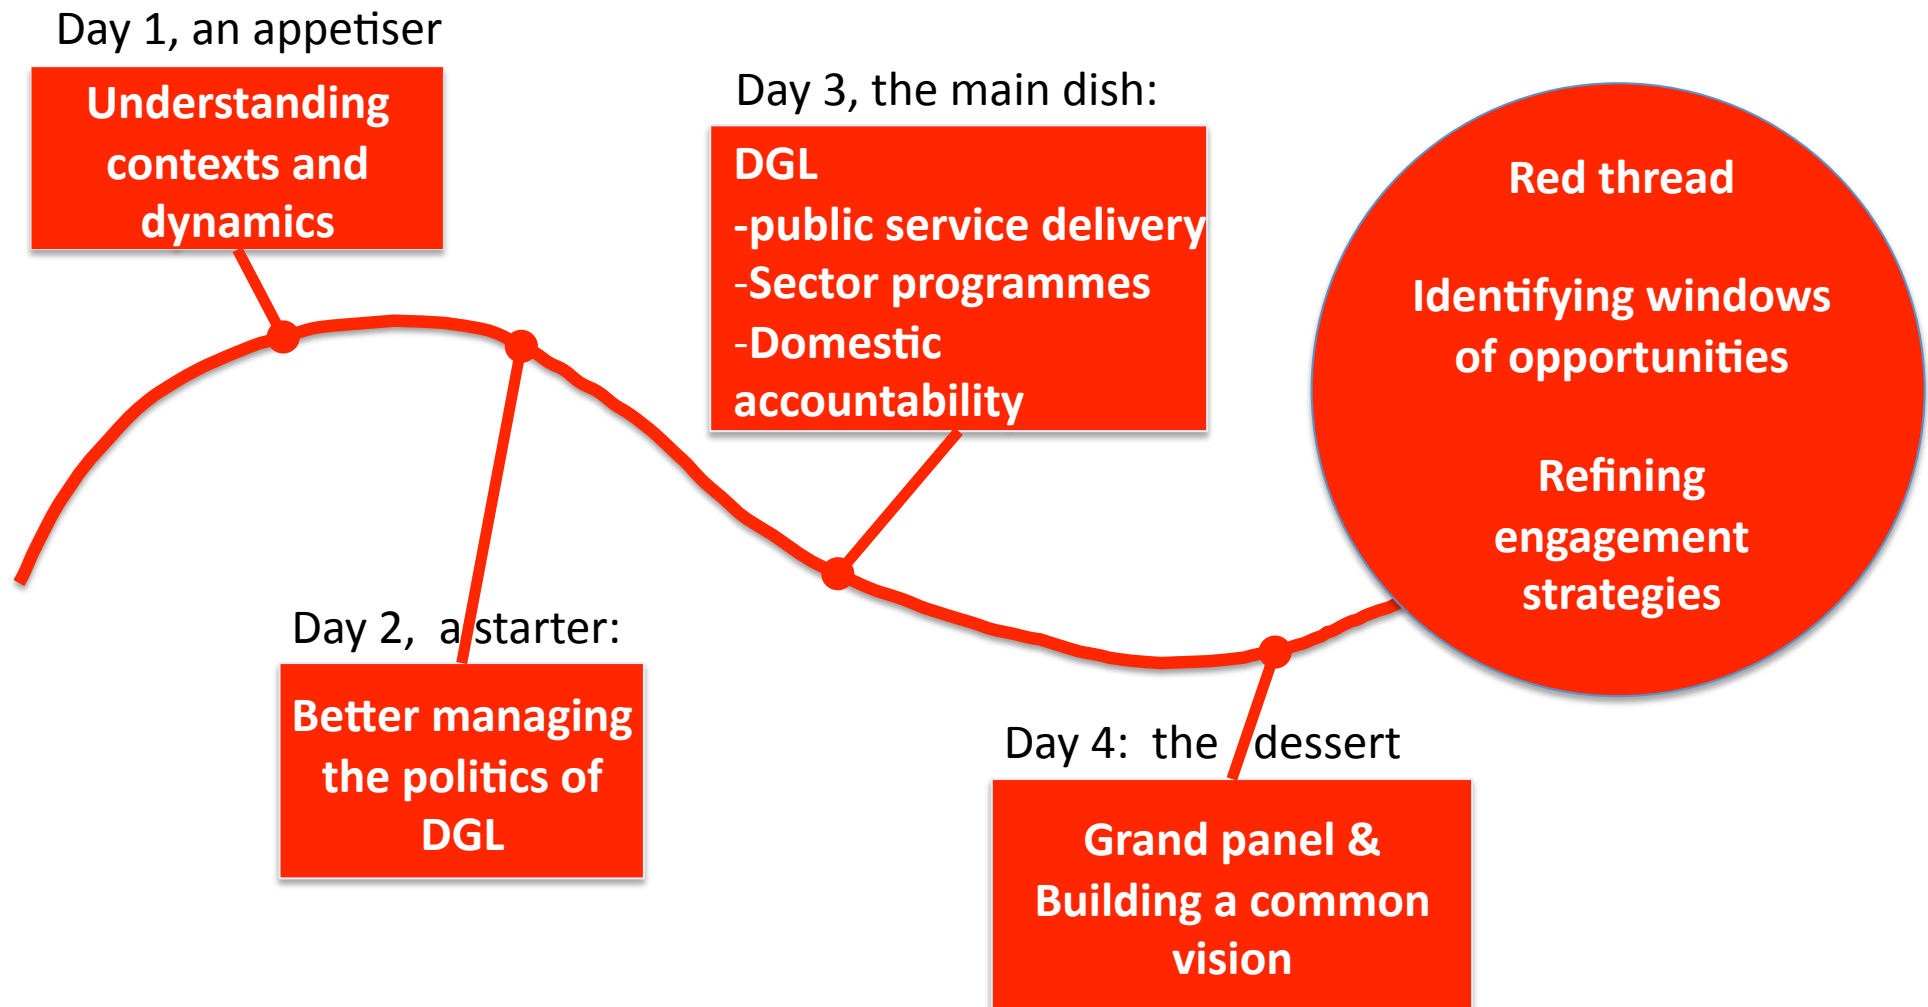 Day 1, an appetiser
Understanding
contexts and
dynamics
Day 2,  a starter:
Better managing
the politics of
DGL
Day 3, the main dish:
DGL
-public service delivery
-Sector programmes
-Domestic
accountability
Day 4:  the   dessert
Grand panel &
Building a common
vision
Red thread
Identifying windows
of opportunities
Refining
engagement
strategies